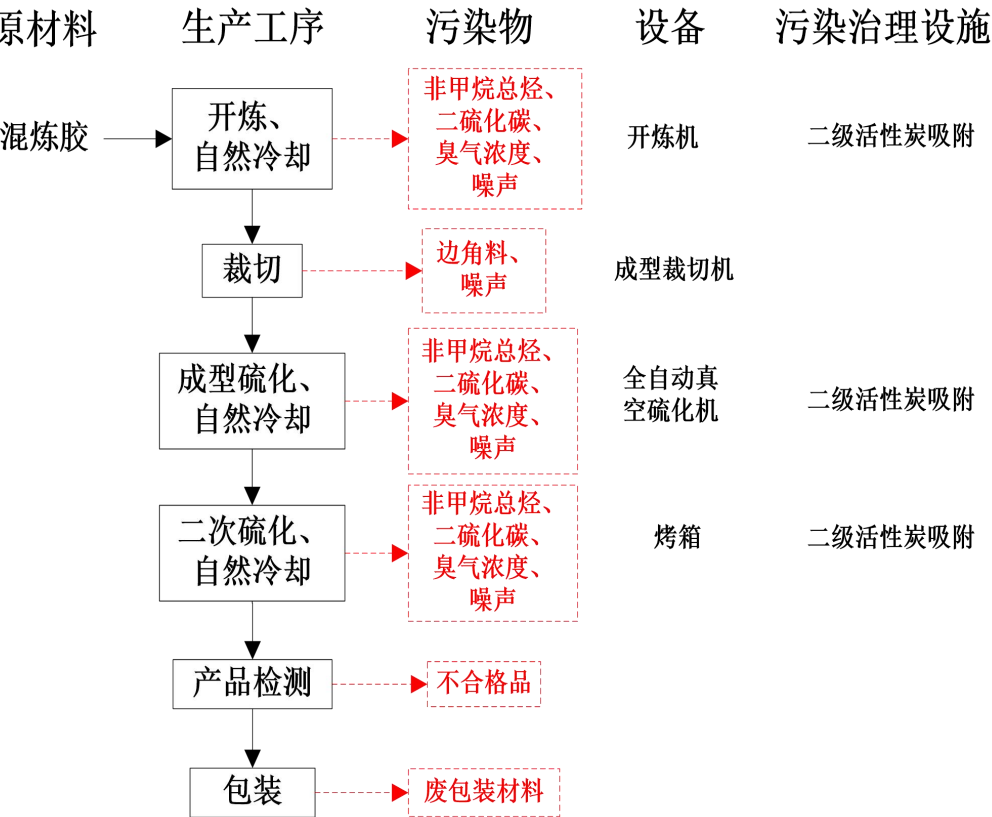 原材料 生产工序 污染物 设备 污染治理设施
混炼胶
开炼、
自然冷却
非甲烷总烃、
二硫化碳、
臭气浓度、
噪声
开炼机
二级活性炭吸附
裁切
边角料、
噪声
成型裁切机
成型硫化、
自然冷却
非甲烷总烃、
二硫化碳、
臭气浓度、
噪声
全自动真
空硫化机
二级活性炭吸附
二次硫化、
自然冷却
非甲烷总烃、
二硫化碳、
臭气浓度、
噪声
烤箱
二级活性炭吸附
产品检测
不合格品
包装
废包装材料